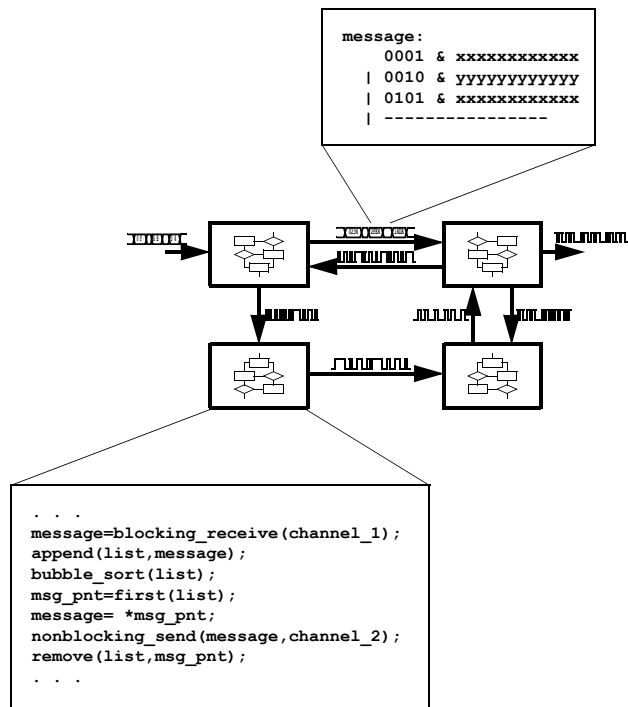 message:
0001 & xxxxxxxxxxxx
| 0010 & yyyyyyyyyyyy
| 0101 & xxxxxxxxxxxx
| ----------------
. . .
message=blocking_receive(channel_1);
append(list,message);
bubble_sort(list);
msg_pnt=first(list);
message= *msg_pnt;
nonblocking_send(message,channel_2);
remove(list,msg_pnt);
. . .